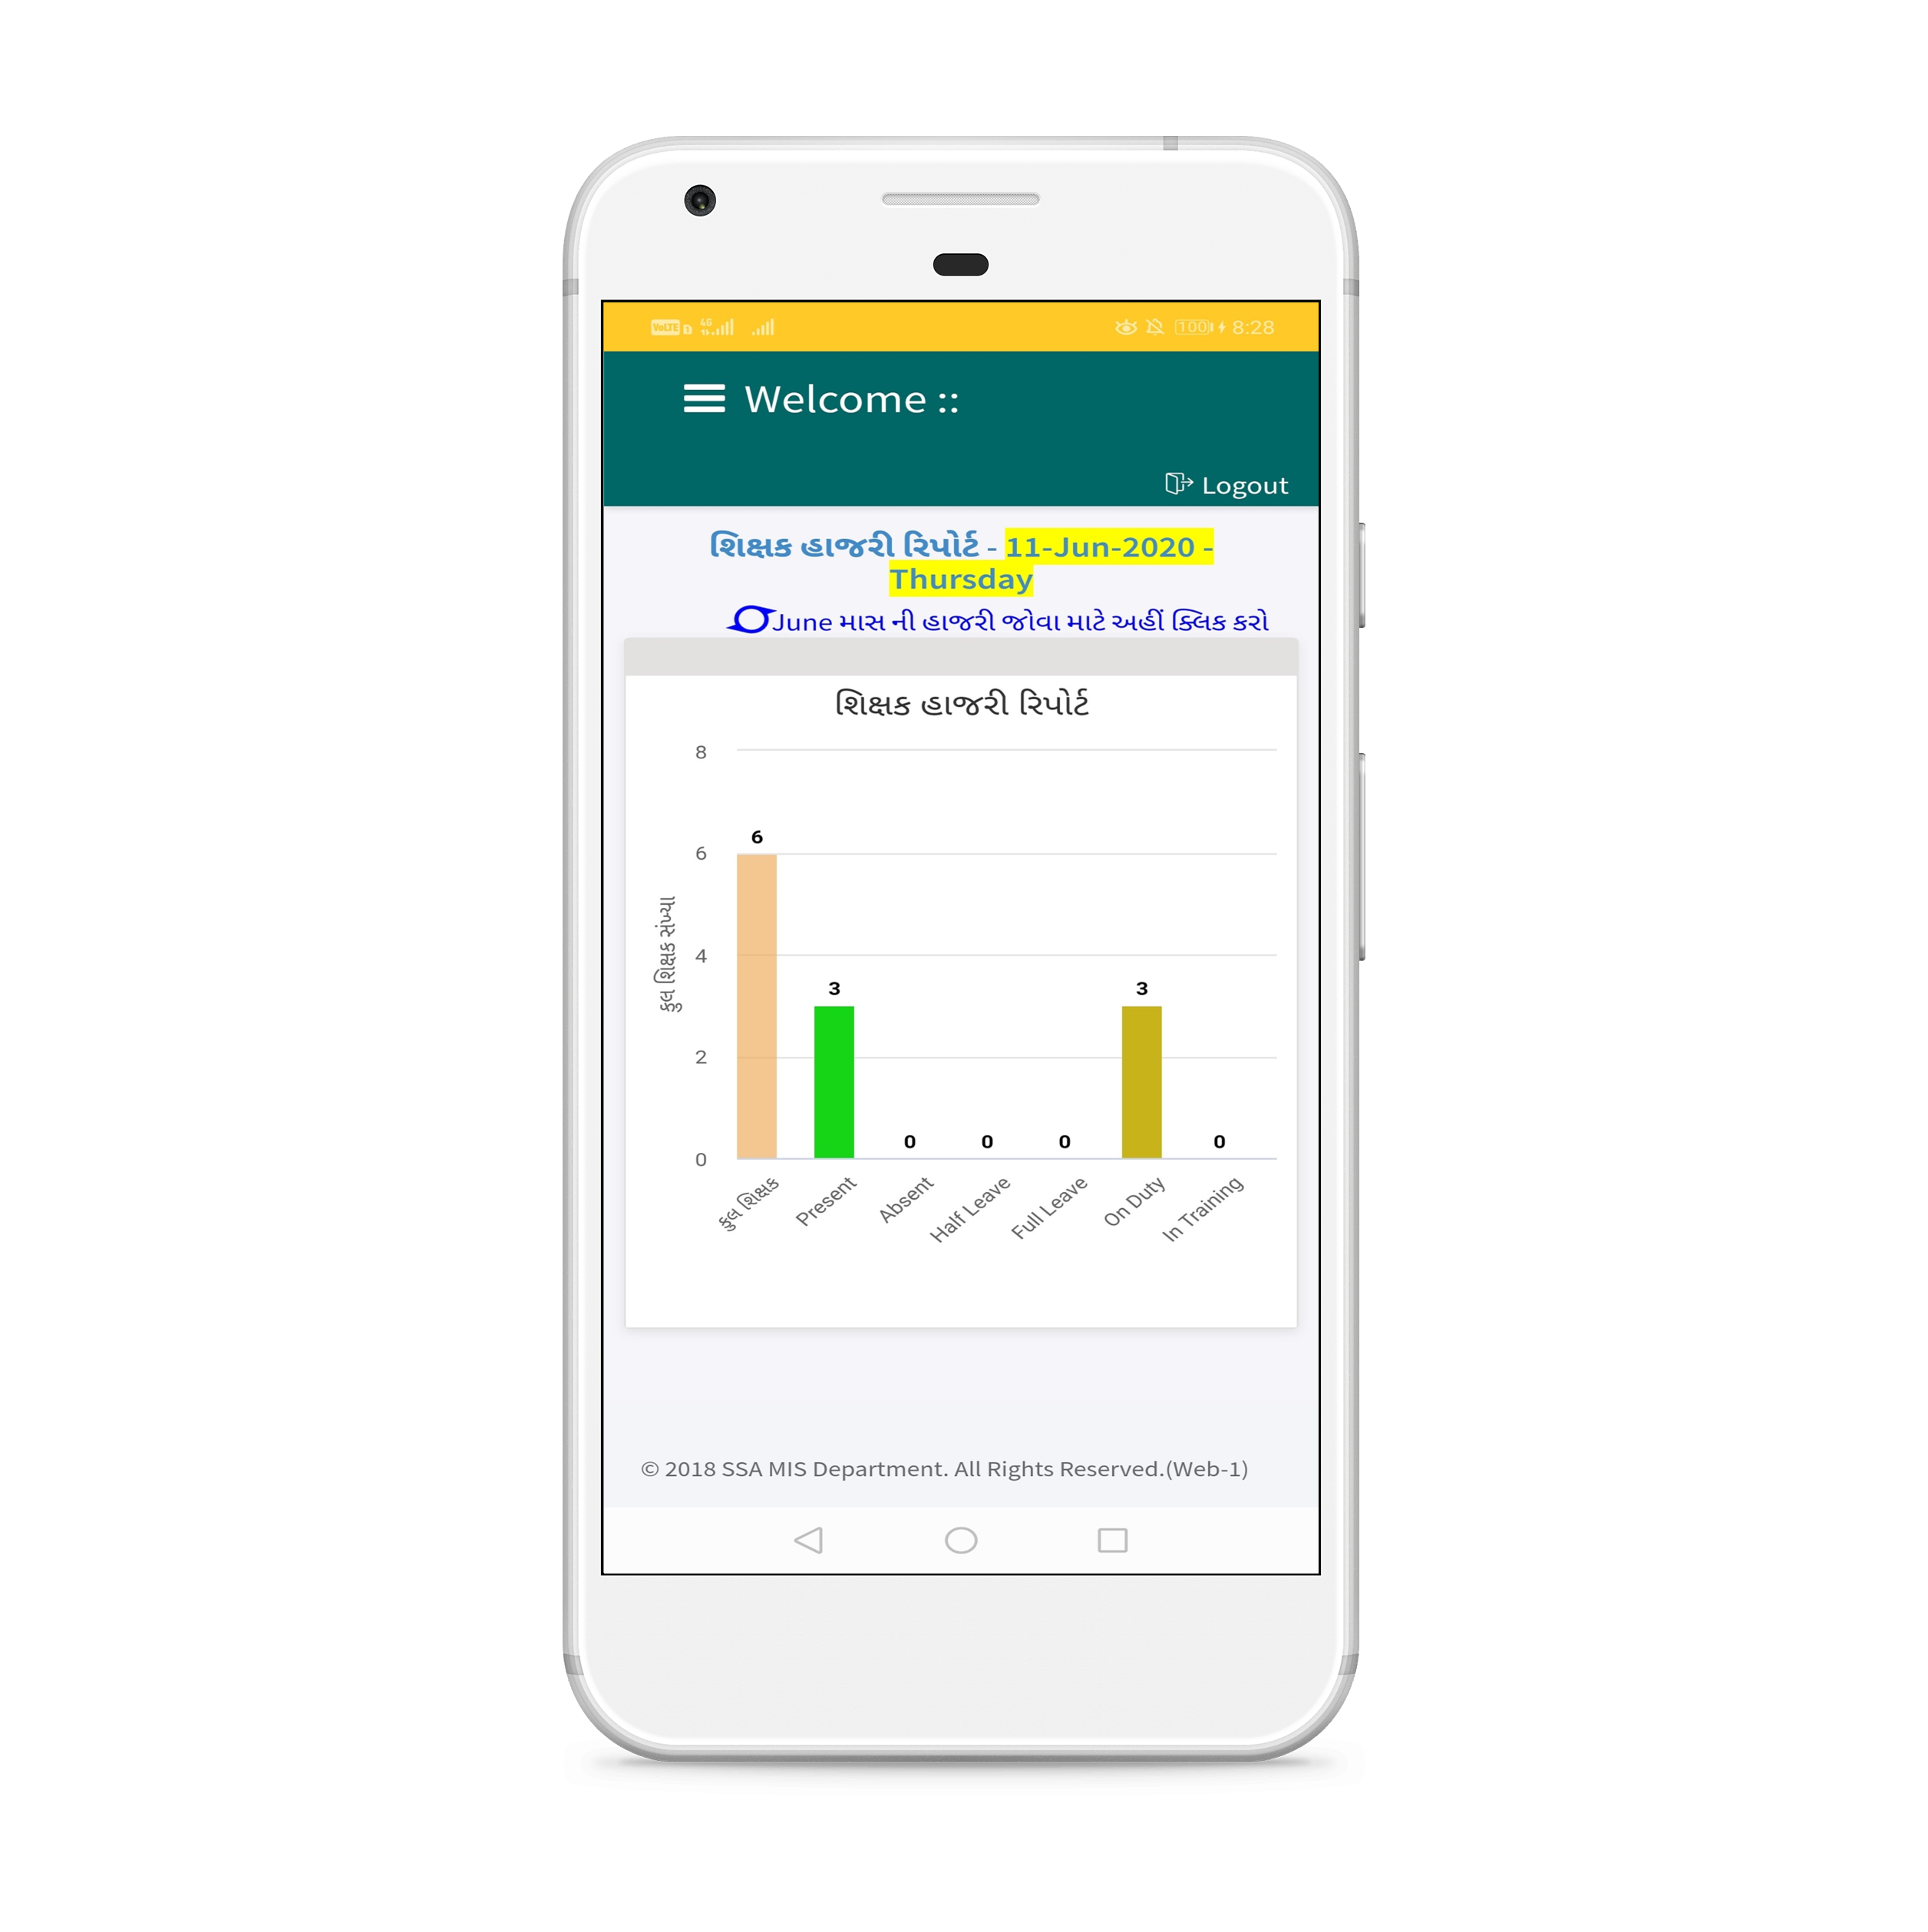 VoLTE 1 4G 100 8:28
Welcome ::
Logout
શિક્ષક હાજરી રિપોર્ટ - 11-Jun-2020 -
Thursday
June માસ ની હાજરી જોવા માટે અહીં ક્લિક કરો
શિક્ષક હાજરી રિપોર્ટ
કુલ શિક્ષક સંખ્યા
8
6
4
2
0
6
3
0
0
0
3
0
કુલ શિક્ષક
Present
Absent
Half Leave
Full Leave
On Duty
In Training
© 2018 SSA MIS Department. All Rights Reserved.(Web-1)